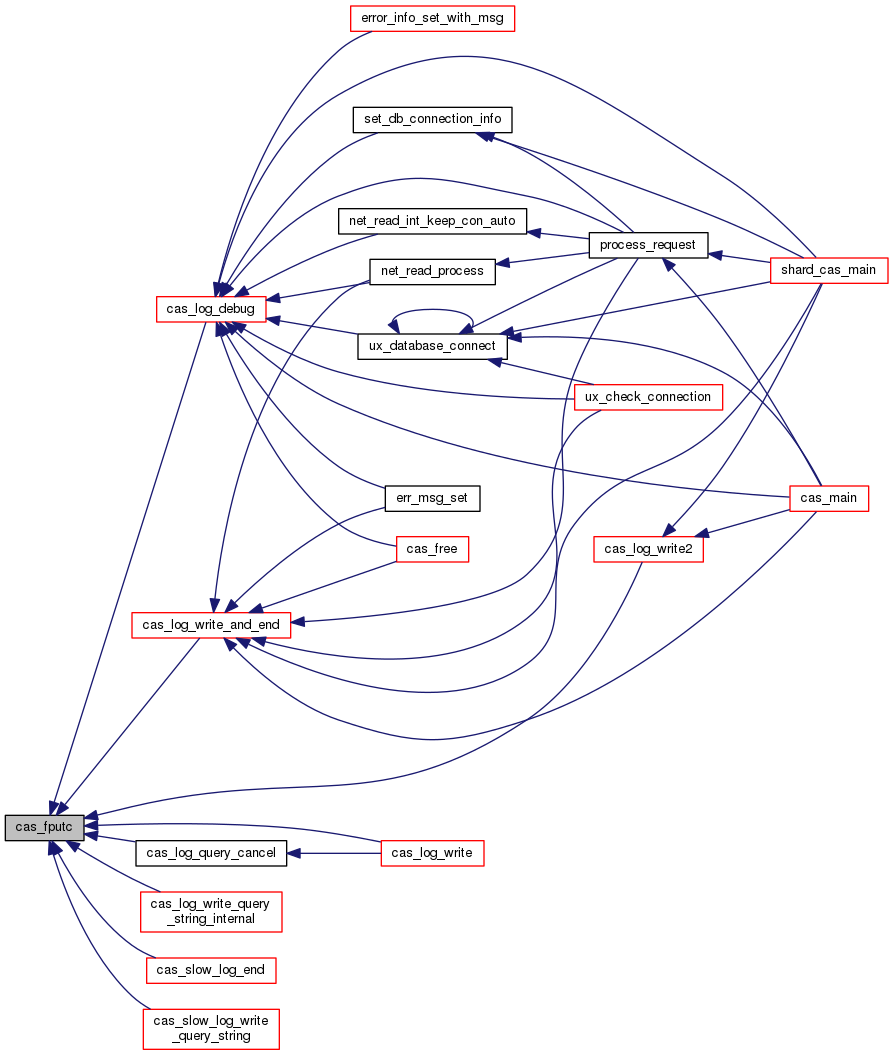 error_info_set_with_msg
set_db_connection_info
net_read_int_keep_con_auto
process_request
net_read_process
shard_cas_main
cas_log_debug
ux_database_connect
ux_check_connection
err_msg_set
cas_main
cas_free
cas_log_write2
cas_log_write_and_end
cas_fputc
cas_log_query_cancel
cas_log_write
cas_log_write_query
_string_internal
cas_slow_log_end
cas_slow_log_write
_query_string